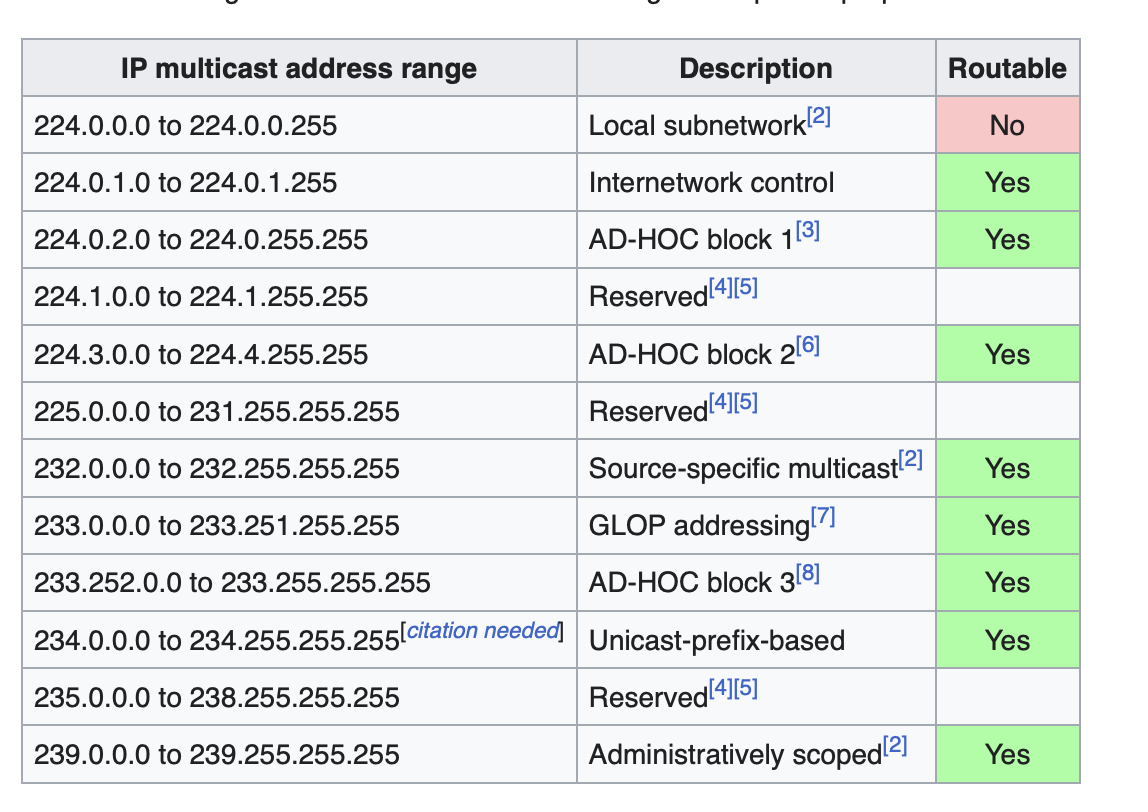 IP multicast address range Description Routable
224.0.0.0 to 224.0.0.255 Local subnetwork[2] No
224.0.1.0 to 224.0.1.255 Internetwork control Yes
224.0.2.0 to 224.0.255.255 AD-HOC block 1[3] Yes
224.1.0.0 to 224.1.255.255 Reserved[4][5]
224.3.0.0 to 224.4.255.255 AD-HOC block 2[6] Yes
225.0.0.0 to 231.255.255.255 Reserved[4][5]
232.0.0.0 to 232.255.255.255 Source-specific multicast[2] Yes
233.0.0.0 to 233.251.255.255 GLOP addressing[7] Yes
233.252.0.0 to 233.255.255.255 AD-HOC block 3[8] Yes
234.0.0.0 to 234.255.255.255[citation needed] Unicast-prefix-based Yes
235.0.0.0 to 238.255.255.255 Reserved[4][5]
239.0.0.0 to 239.255.255.255 Administratively scoped[2] Yes